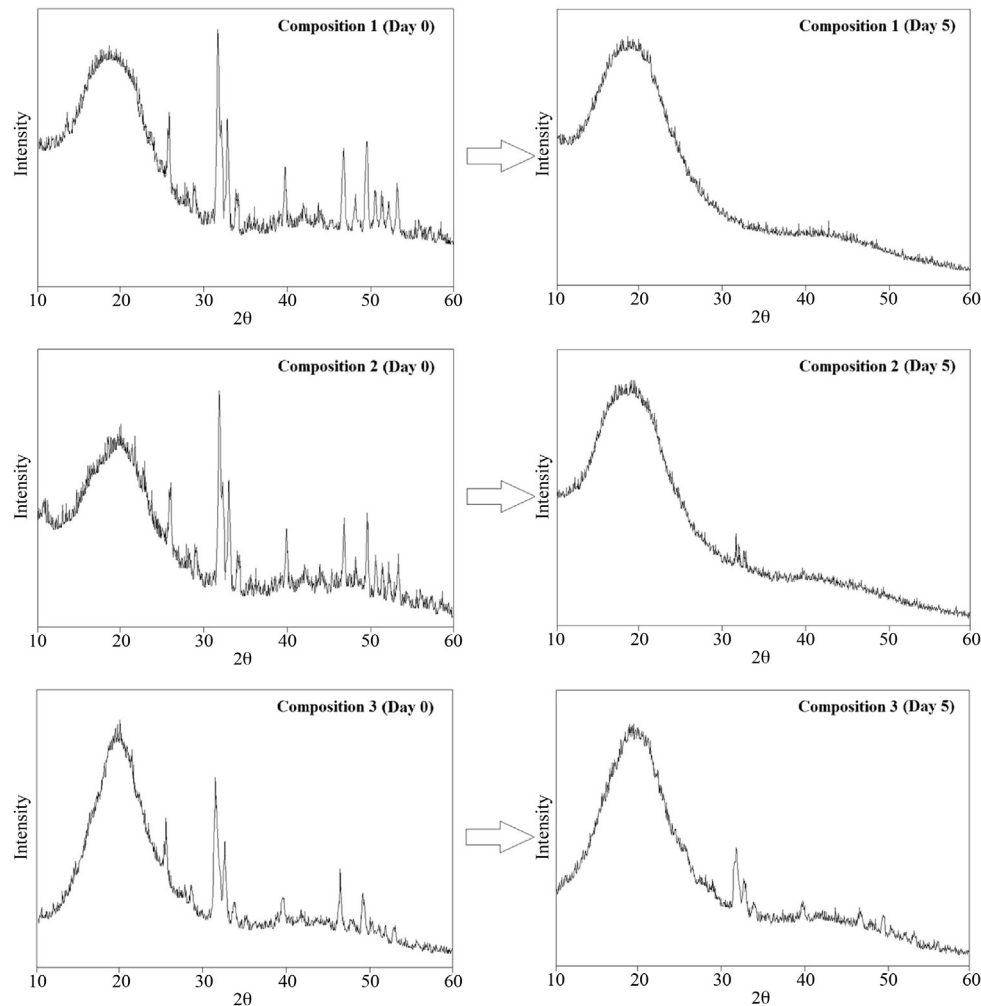 Composition 1 (Day 0)
Intensity
10 20 30 40 50 60
2θ
Composition 1 (Day 5)
Intensity
10 20 30 40 50 60
2θ
Composition 2 (Day 0)
Intensity
10 20 30 40 50 60
2θ
Composition 2 (Day 5)
Intensity
10 20 30 40 50 60
2θ
Composition 3 (Day 0)
Intensity
10 20 30 40 50 60
2θ
Composition 3 (Day 5)
Intensity
10 20 30 40 50 60
2θ